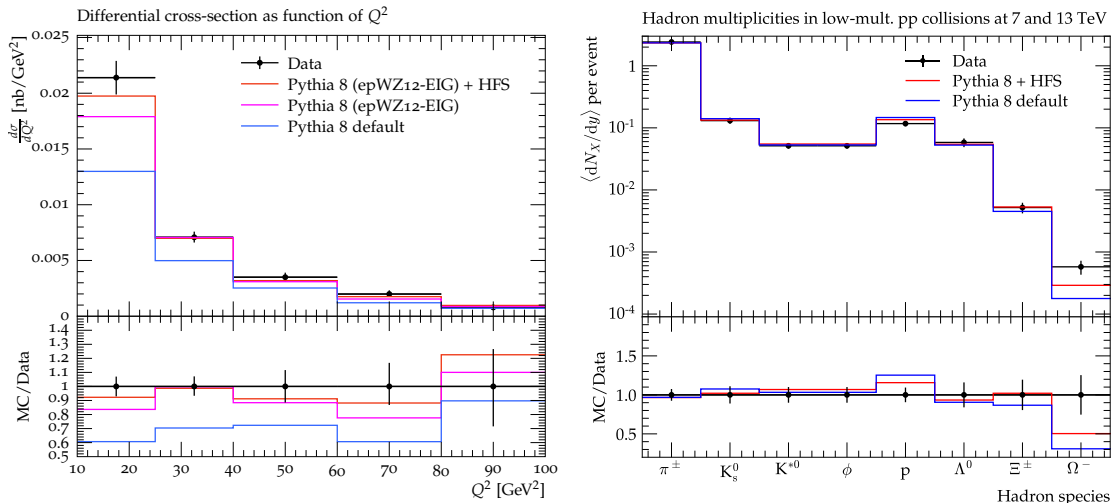 Differential cross-section as function of Q²
dσ/dQ² [nb/GeV²]
0.025
0.02
0.015
0.01
0.005
0
Data
Pythia 8 (epWZ12-EIG) + HFS
Pythia 8 (epWZ12-EIG)
Pythia 8 default
MC/Data
1.4
1.3
1.2
1.1
1
0.9
0.8
0.7
0.6
0.5
10 20 30 40 50 60 70 80 90 100
Q² [GeV²]
Hadron multiplicities in low-mult. pp collisions at 7 and 13 TeV
⟨dN_X/dy⟩ per event
1
10⁻¹
10⁻²
10⁻³
10⁻⁴
Data
Pythia 8 + HFS
Pythia 8 default
MC/Data
1.5
1.0
0.5
π± K⁰ₛ K*⁰ ϕ p Λ⁰ Ξ± Ω⁻
Hadron species